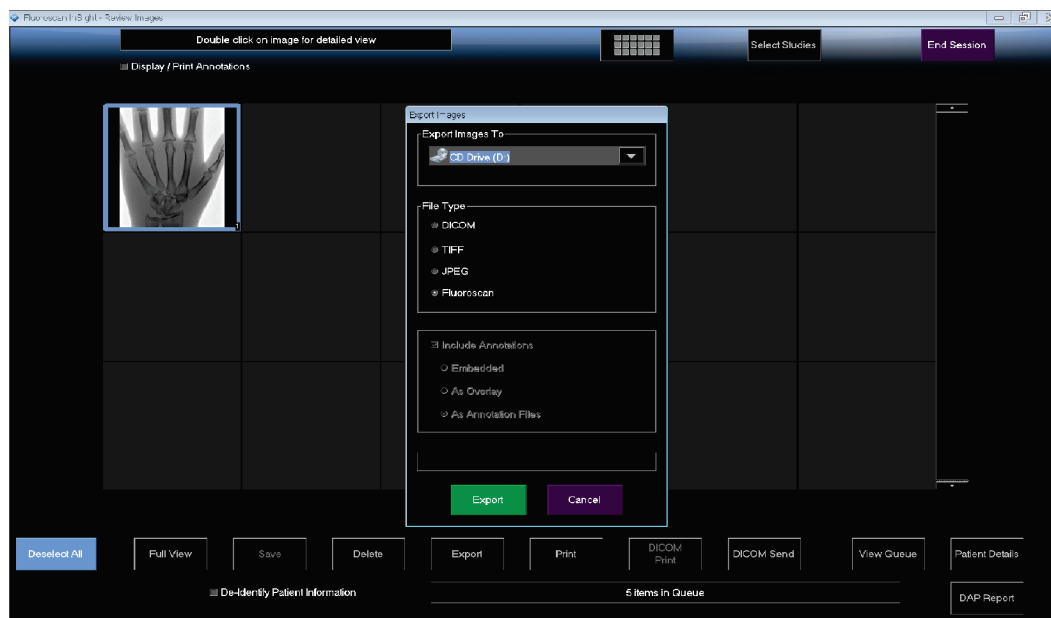 Fluoroscan InSight - Review Images
Double click on image for detailed view
Select Studies
End Session
Display / Print Annotations
Export Images
Export Images To
CD Drive (D:)
File Type
DICOM
TIFF
JPEG
Fluoroscan
1
Include Annotations
Embedded
As Overlay
As Annotation Files
Export
Cancel
Deselect All
Full View
Save
Delete
Export
Print
DICOM
Print
DICOM Send
View Queue
Patient Details
De-Identify Patient Information
5 items in Queue
DAP Report